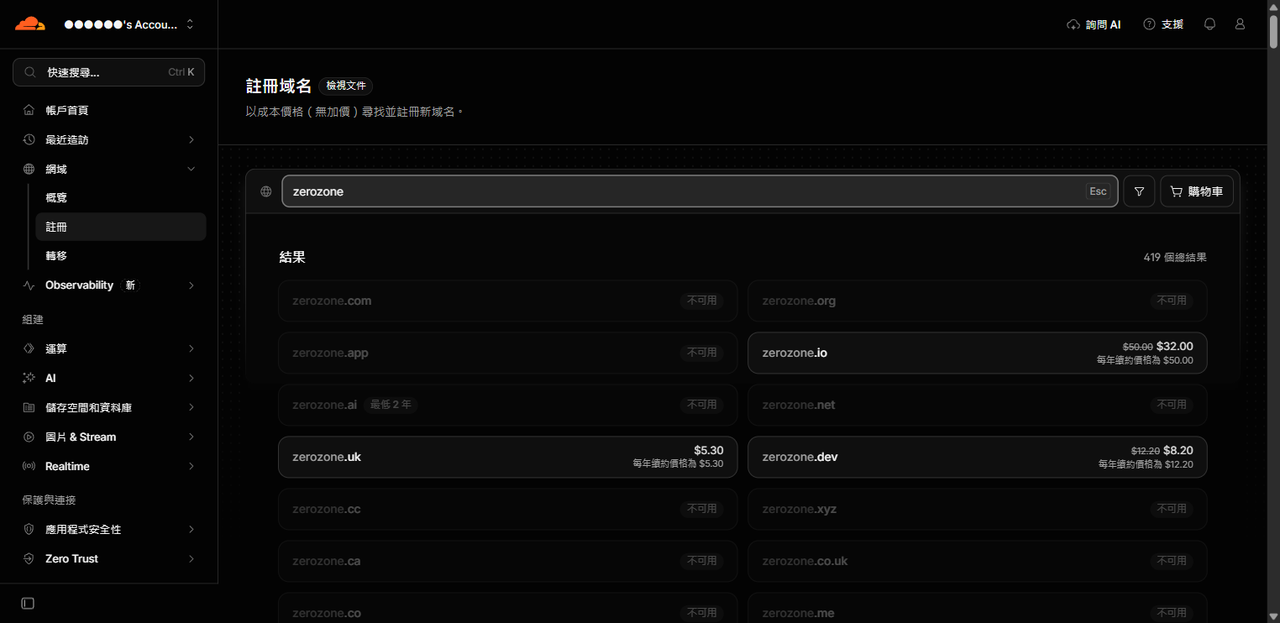 ●●●●●●'s Accou...
詢問 AI
支援
快速搜尋...
Ctrl K
帳戶首頁
最近造訪
網域
概覽
註冊
轉移
Observability 新
組建
運算
AI
儲存空間和資料庫
圖片 & Stream
Realtime
保護與連接
應用程式安全性
Zero Trust
註冊域名 檢視文件
以成本價格（無加價）尋找並註冊新域名。
zerozone
Esc
購物車
結果
419 個總結果
zerozone.com 不可用
zerozone.org 不可用
zerozone.app 不可用
zerozone.io $50.00 $32.00
每年續約價格為 $50.00
zerozone.ai 最低 2 年 不可用
zerozone.net 不可用
zerozone.uk $5.30
每年續約價格為 $5.30
zerozone.dev $12.20 $8.20
每年續約價格為 $12.20
zerozone.cc 不可用
zerozone.xyz 不可用
zerozone.ca 不可用
zerozone.co.uk 不可用
zerozone.co 不可用
zerozone.me 不可用